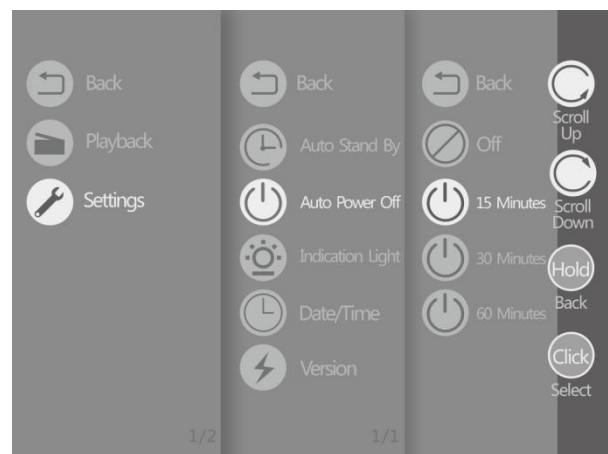 Back
Playback
Settings
1/2
Back
Auto Stand By
Auto Power Off
Indication Light
Date/Time
Version
1/1
Back
Off
15 Minutes
30 Minutes
60 Minutes
Scroll
Up
Scroll
Down
Hold
Back
Click
Select